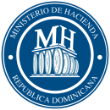 MINISTERIO DE HACIENDA
MH
REPÚBLICA DOMINICANA